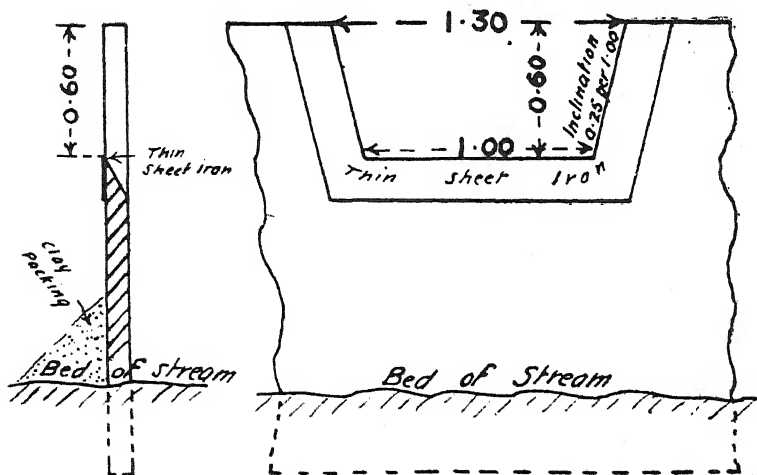 0.60
Thin
Sheet iron
Clay
packing
Bed of stream
1.30
0.60
Inclination
0.25 per 1.00
1.00
Thin sheet Iron
Bed of Stream